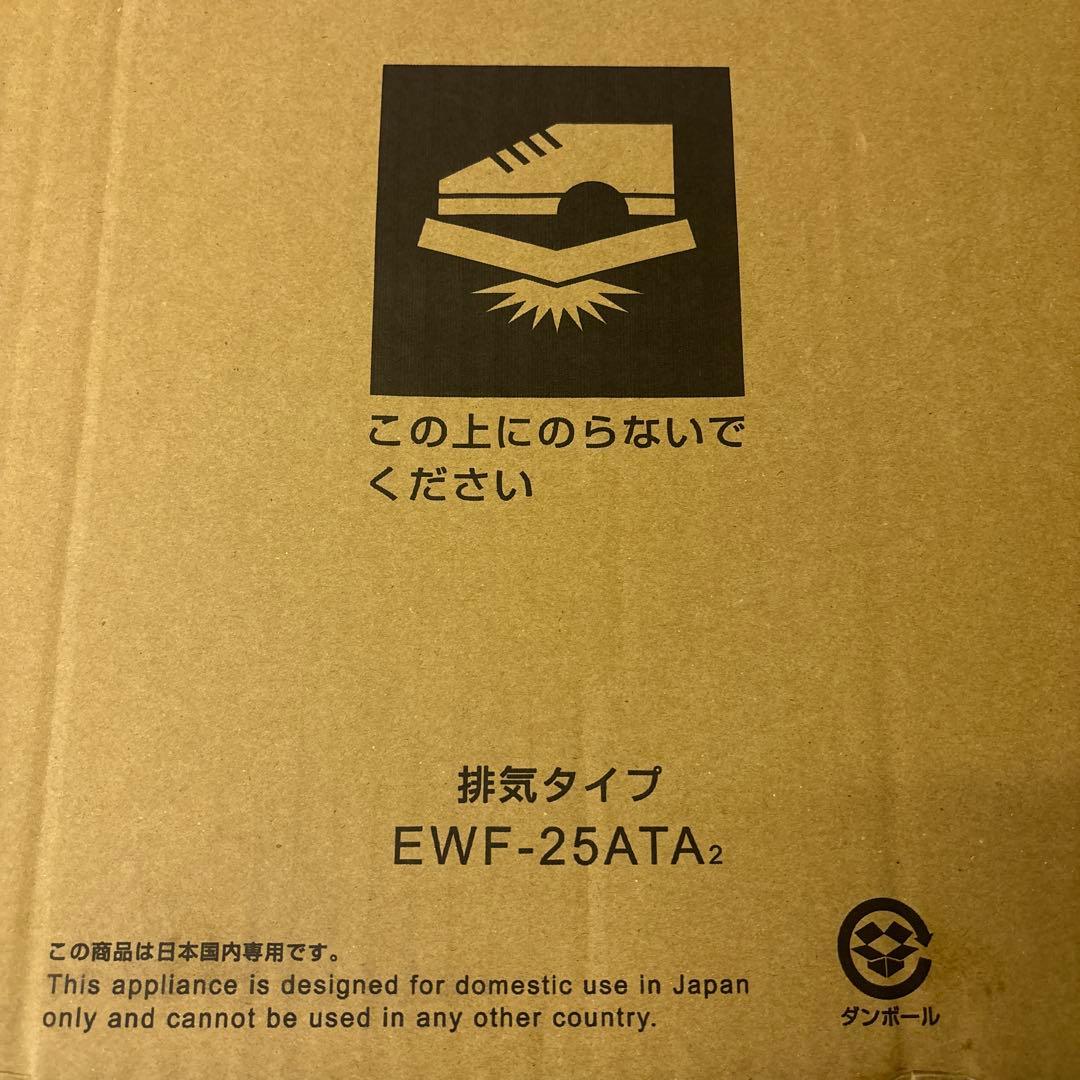 この上にのらないで
ください
排気タイプ
EWF-25ATA₂
この商品は日本国内専用です。
This appliance is designed for domestic use in Japan
only and cannot be used in any other country.
ダンボール